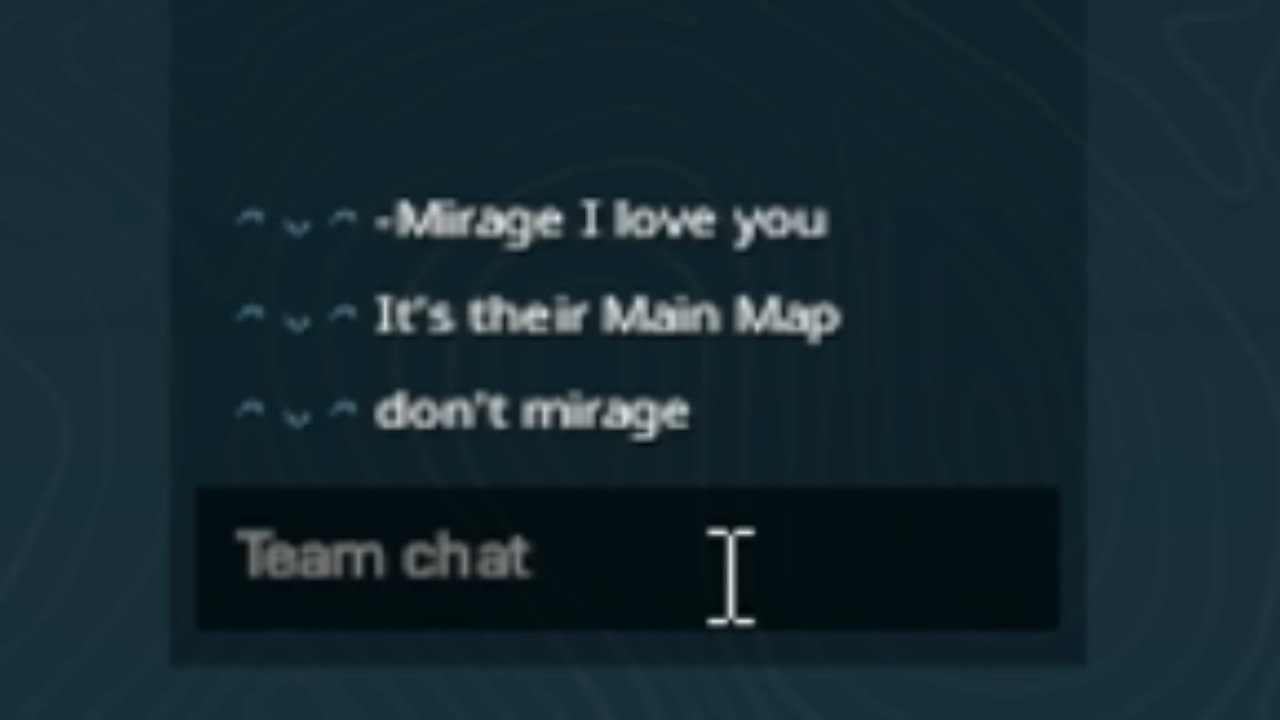 ^ ᵕ ^ -Mirage I love you
^ ᵕ ^ It's their Main Map
^ ᵕ ^ don't mirage
Team chat